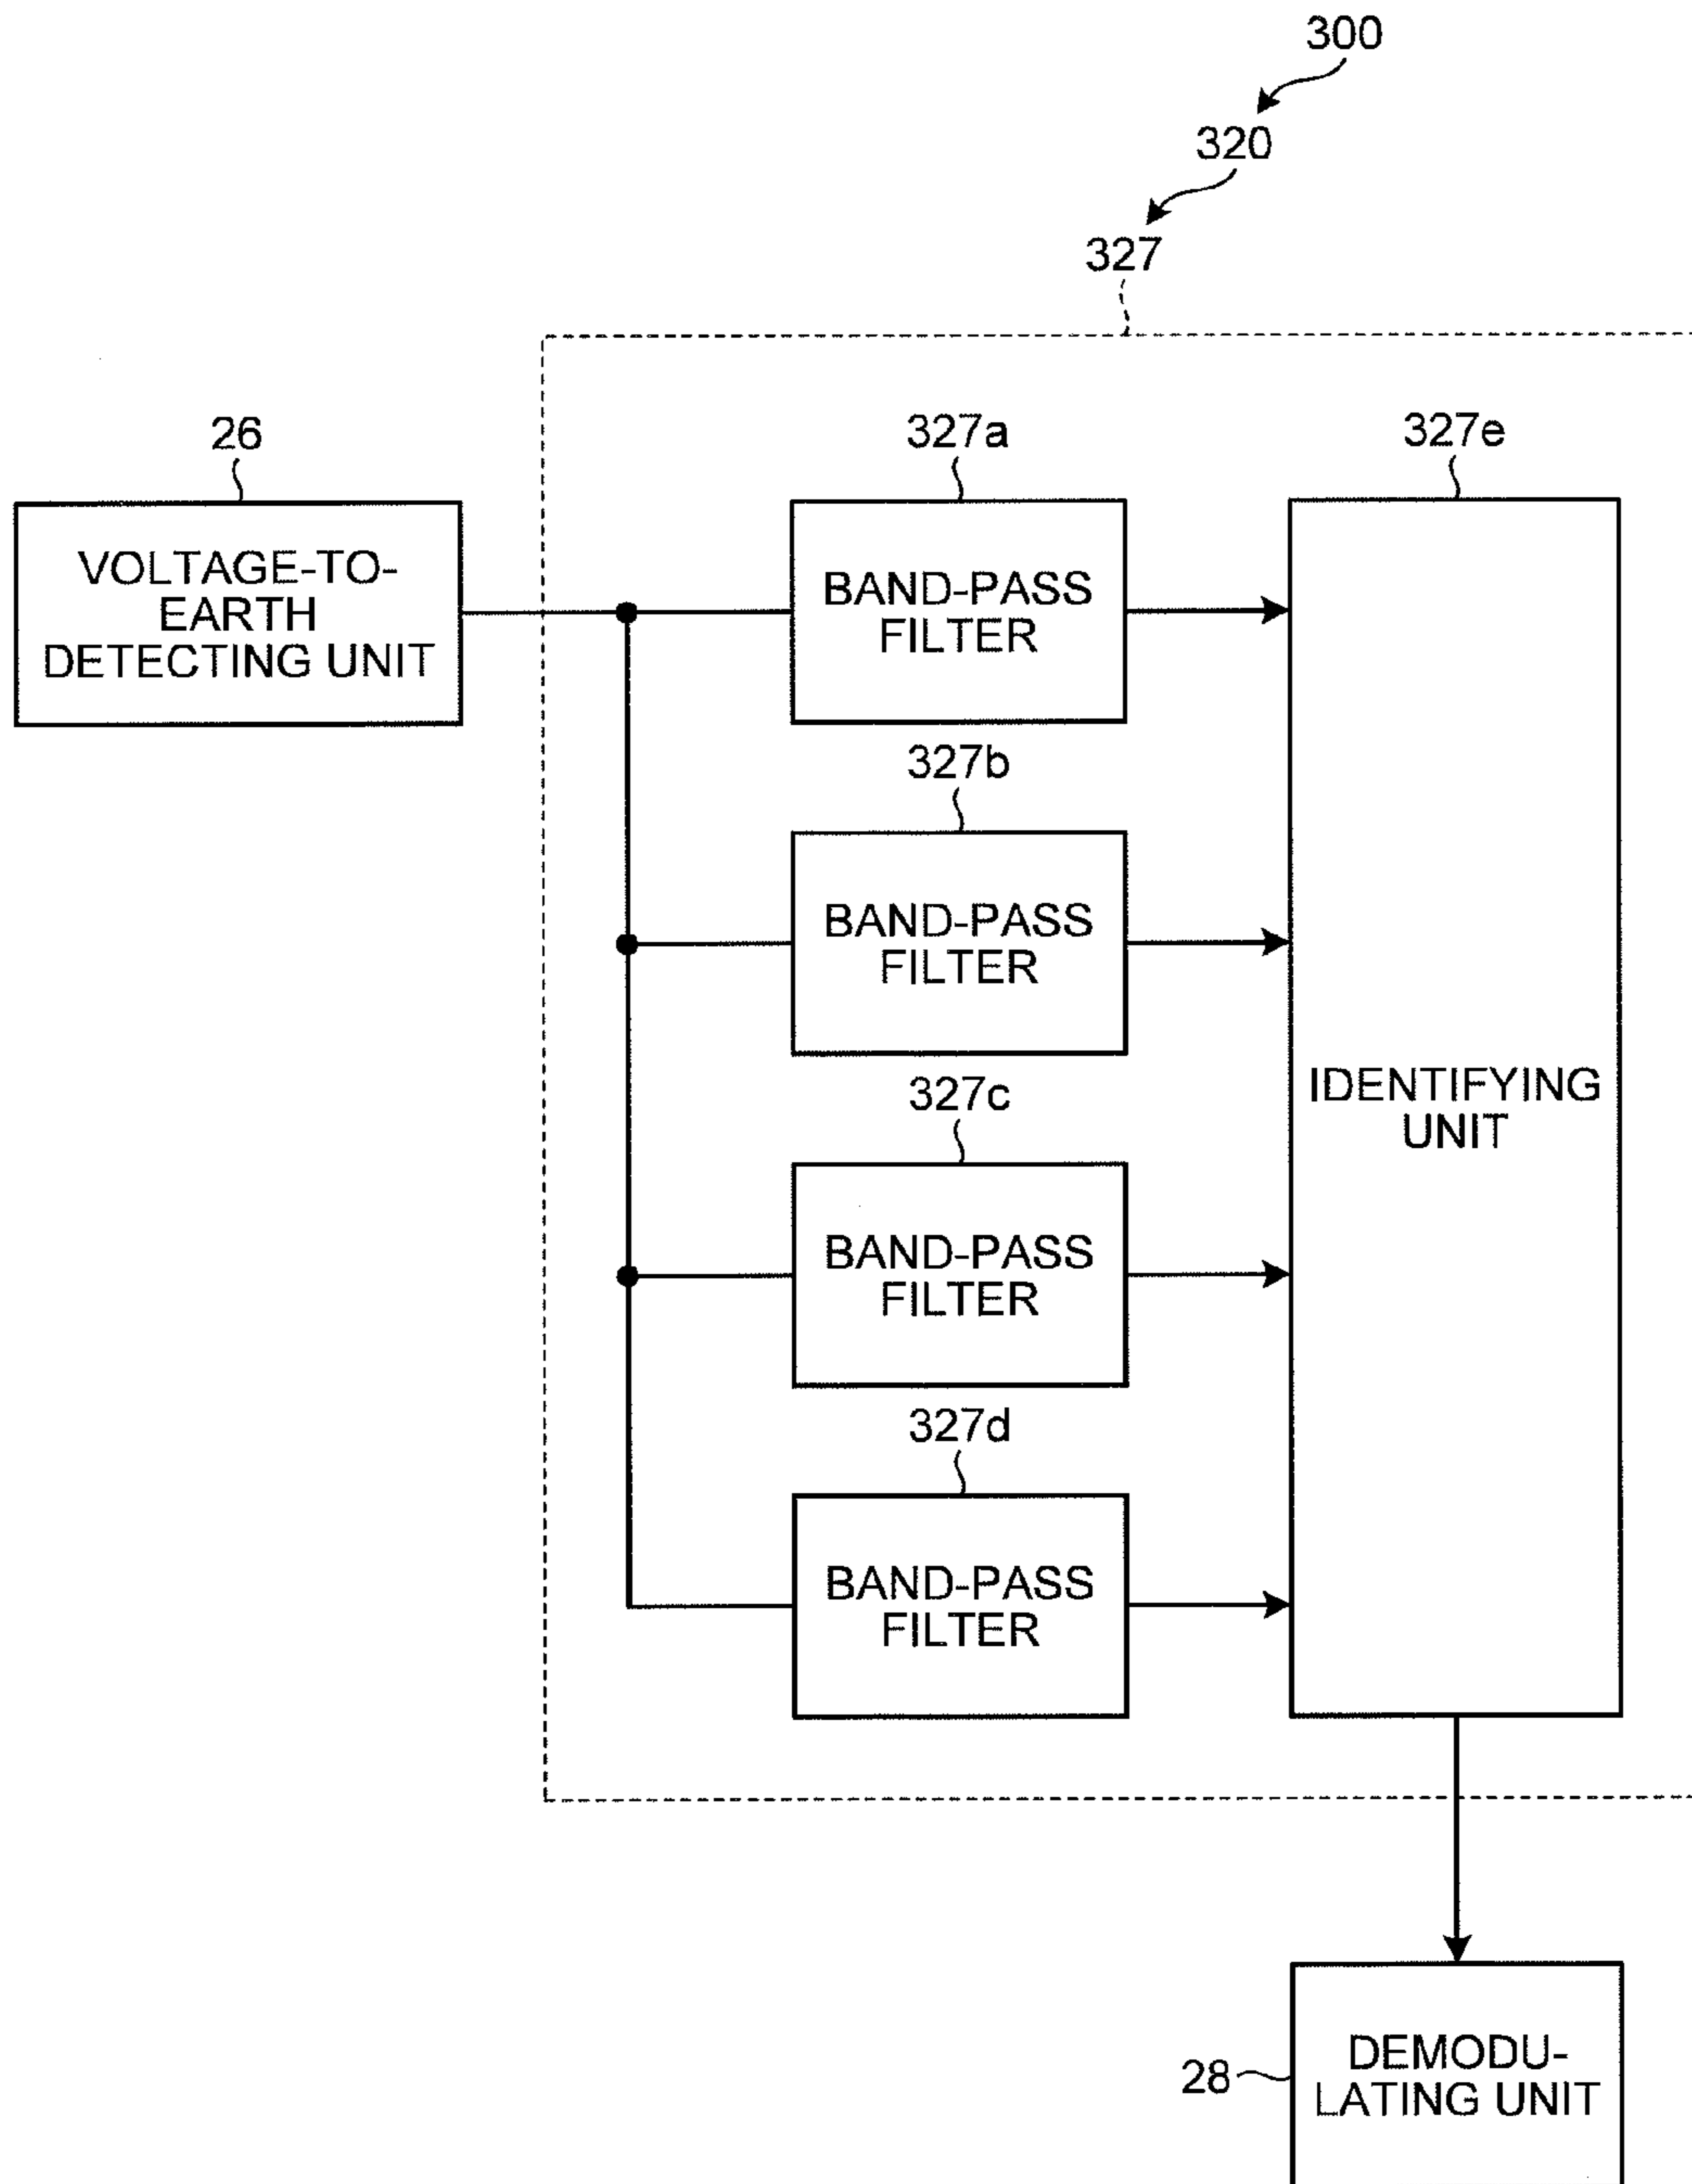 300
320
327
26
327a
327e
VOLTAGE-TO-
EARTH
DETECTING UNIT
BAND-PASS
FILTER
327b
BAND-PASS
FILTER
IDENTIFYING
UNIT
327c
BAND-PASS
FILTER
327d
BAND-PASS
FILTER
28
DEMODU-
LATING UNIT